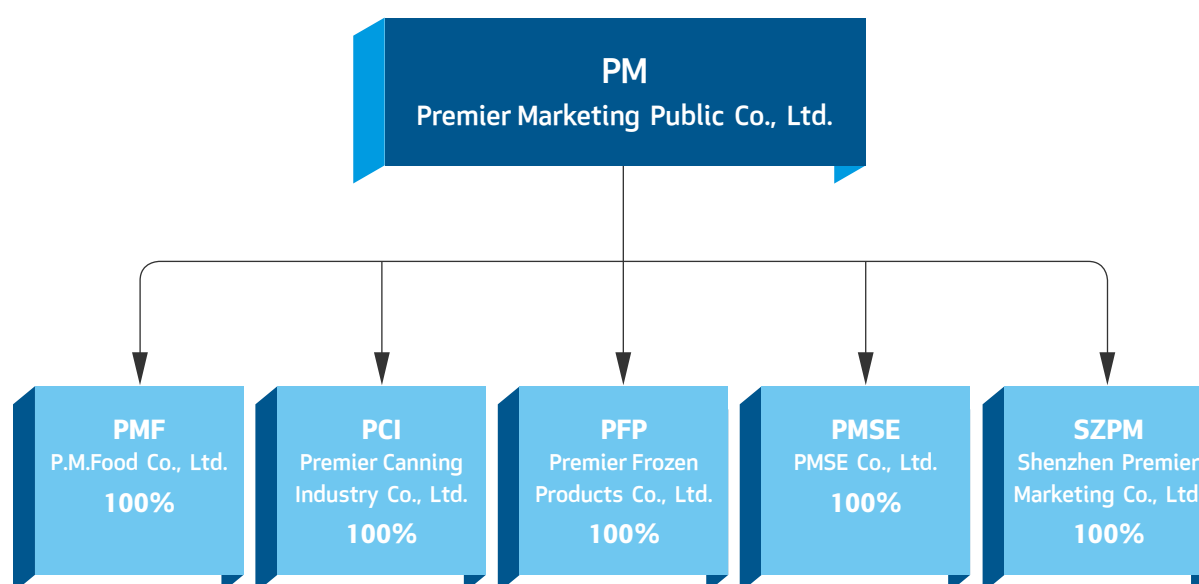 PM
Premier Marketing Public Co., Ltd.
PMF
P.M.Food Co., Ltd.
100%
PCI
Premier Canning
Industry Co., Ltd.
100%
PFP
Premier Frozen
Products Co., Ltd.
100%
PMSE
PMSE Co., Ltd.
100%
SZPM
Shenzhen Premier
Marketing Co., Ltd
100%